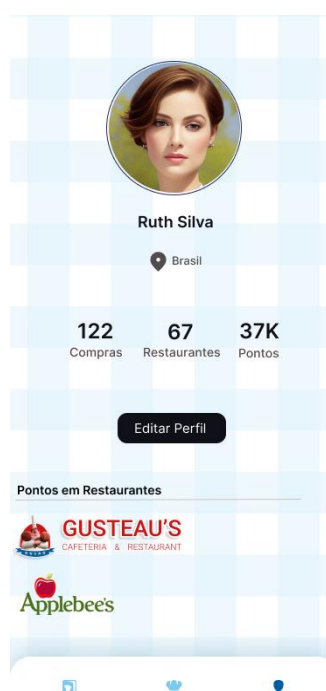 Ruth Silva
Brasil
122 67 37K
Compras Restaurantes Pontos
Editar Perfil
Pontos em Restaurantes
GUSTEAU'S
CAFETERIA & RESTAURANT
Applebee's